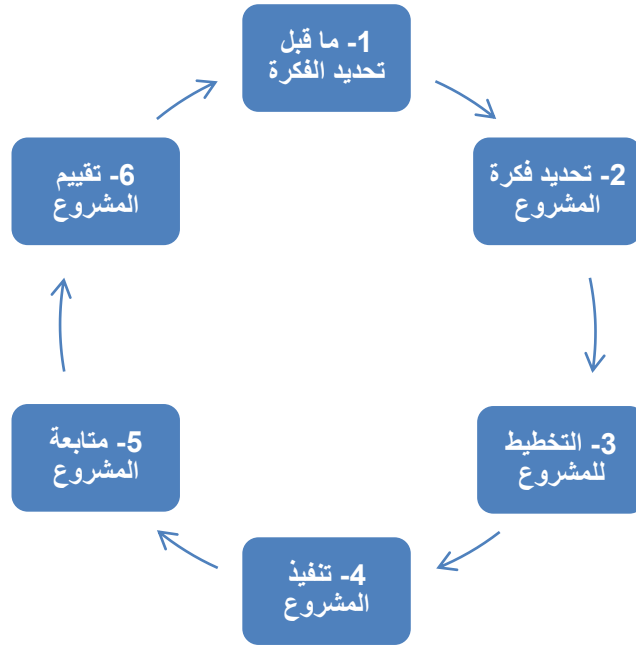 1- ما قبل
تحديد الفكرة
2- تحديد فكرة
المشروع
3- التخطيط
للمشروع
4- تنفيذ
المشروع
5- متابعة
المشروع
6- تقييم
المشروع